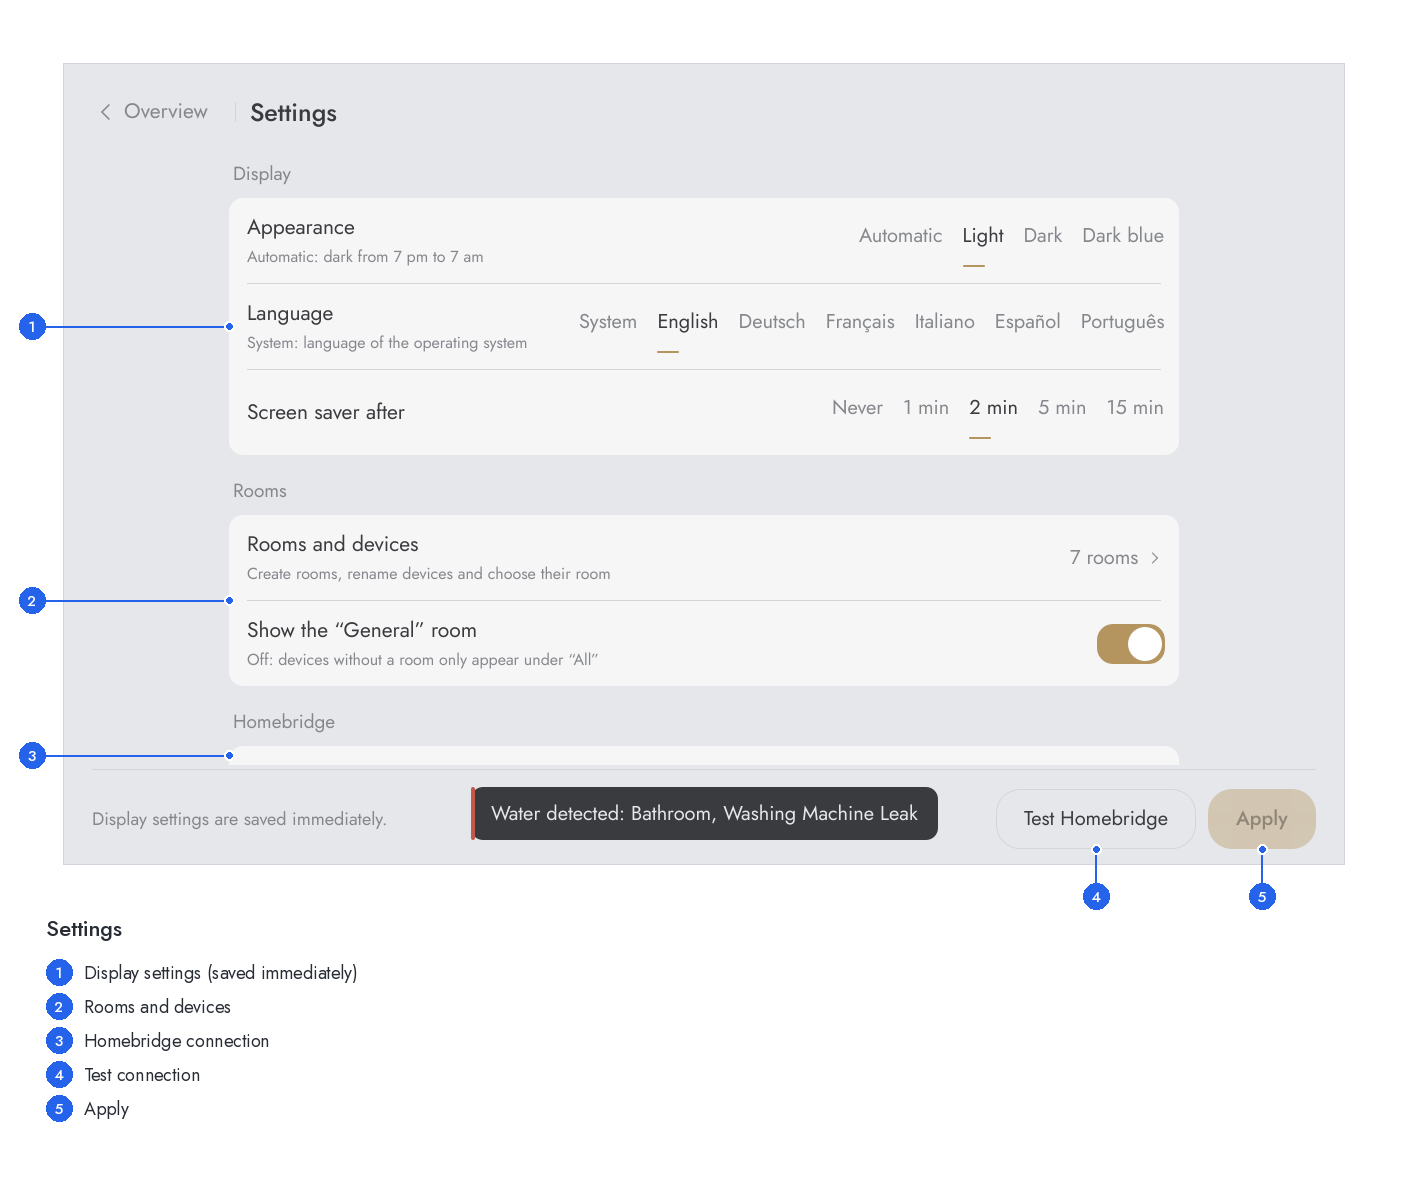 Overview
Settings
Display
Appearance
Automatic: dark from 7 pm to 7 am
Automatic Light Dark Dark blue
1
Language
System: language of the operating system
System English Deutsch Français Italiano Español Português
Screen saver after
Never 1 min 2 min 5 min 15 min
Rooms
Rooms and devices
Create rooms, rename devices and choose their room
7 rooms
2
Show the “General” room
Off: devices without a room only appear under “All”
Homebridge
3
Display settings are saved immediately.
Water detected: Bathroom, Washing Machine Leak
Test Homebridge
Apply
4
5
Settings
1 Display settings (saved immediately)
2 Rooms and devices
3 Homebridge connection
4 Test connection
5 Apply